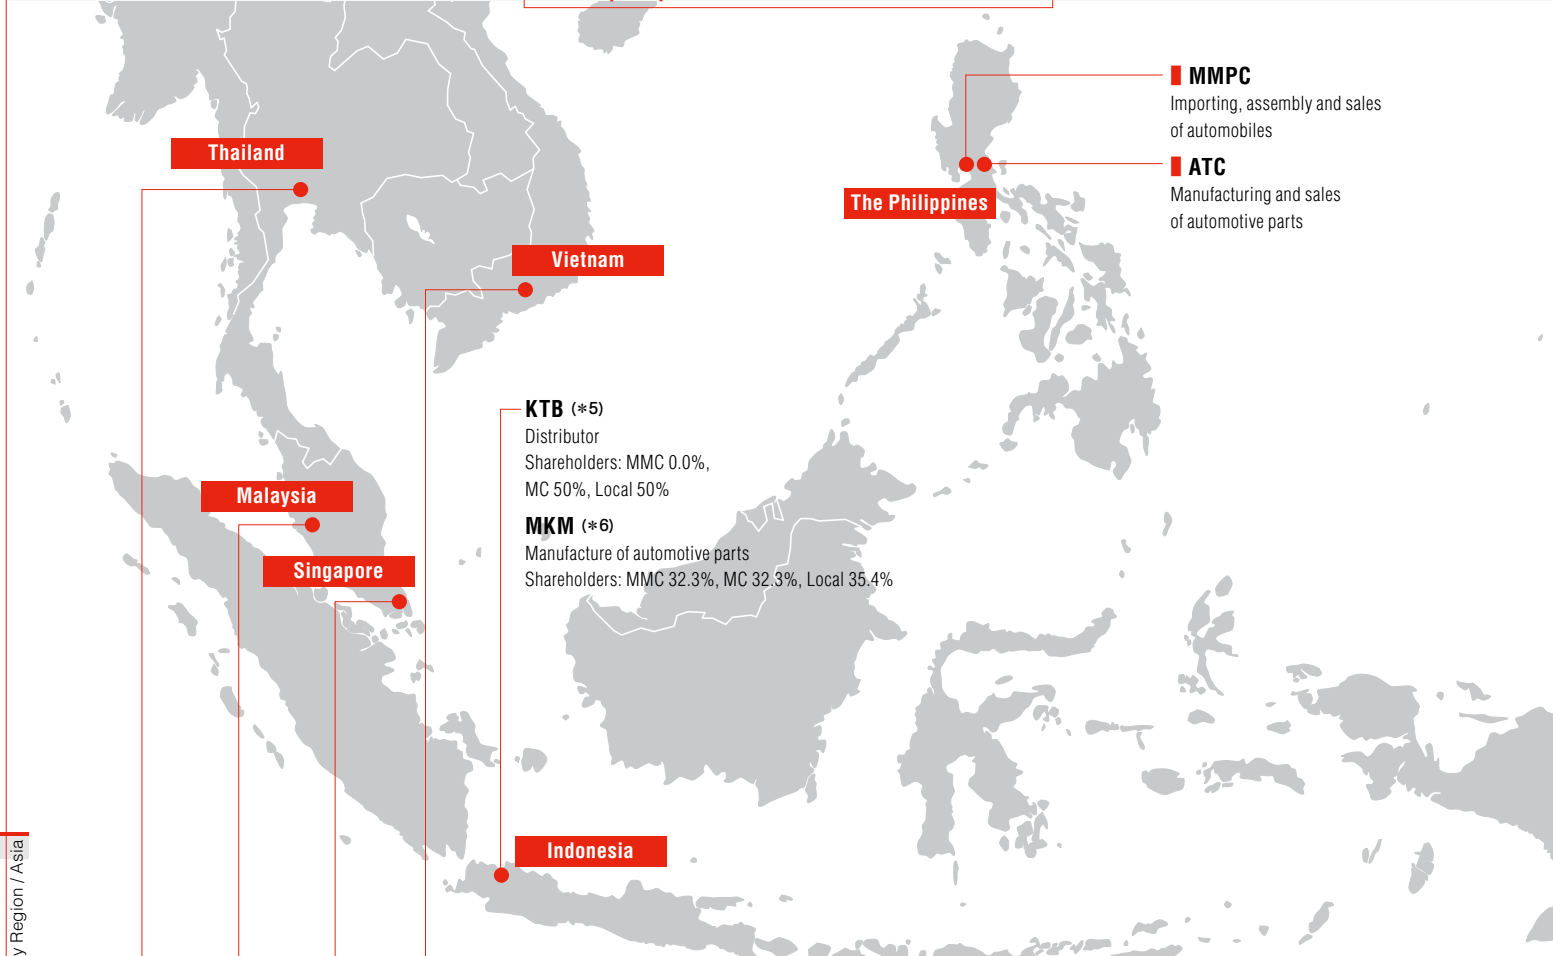 MMPC
Importing, assembly and sales
of automobiles
Thailand
ATC
Manufacturing and sales
of automotive parts
The Philippines
Vietnam
KTB (*5)
Distributor
Shareholders: MMC 0.0%,
MC 50%, Local 50%
Malaysia
MKM (*6)
Manufacture of automotive parts
Shareholders: MMC 32.3%, MC 32.3%, Local 35.4%
Singapore
Indonesia
y Region / Asia